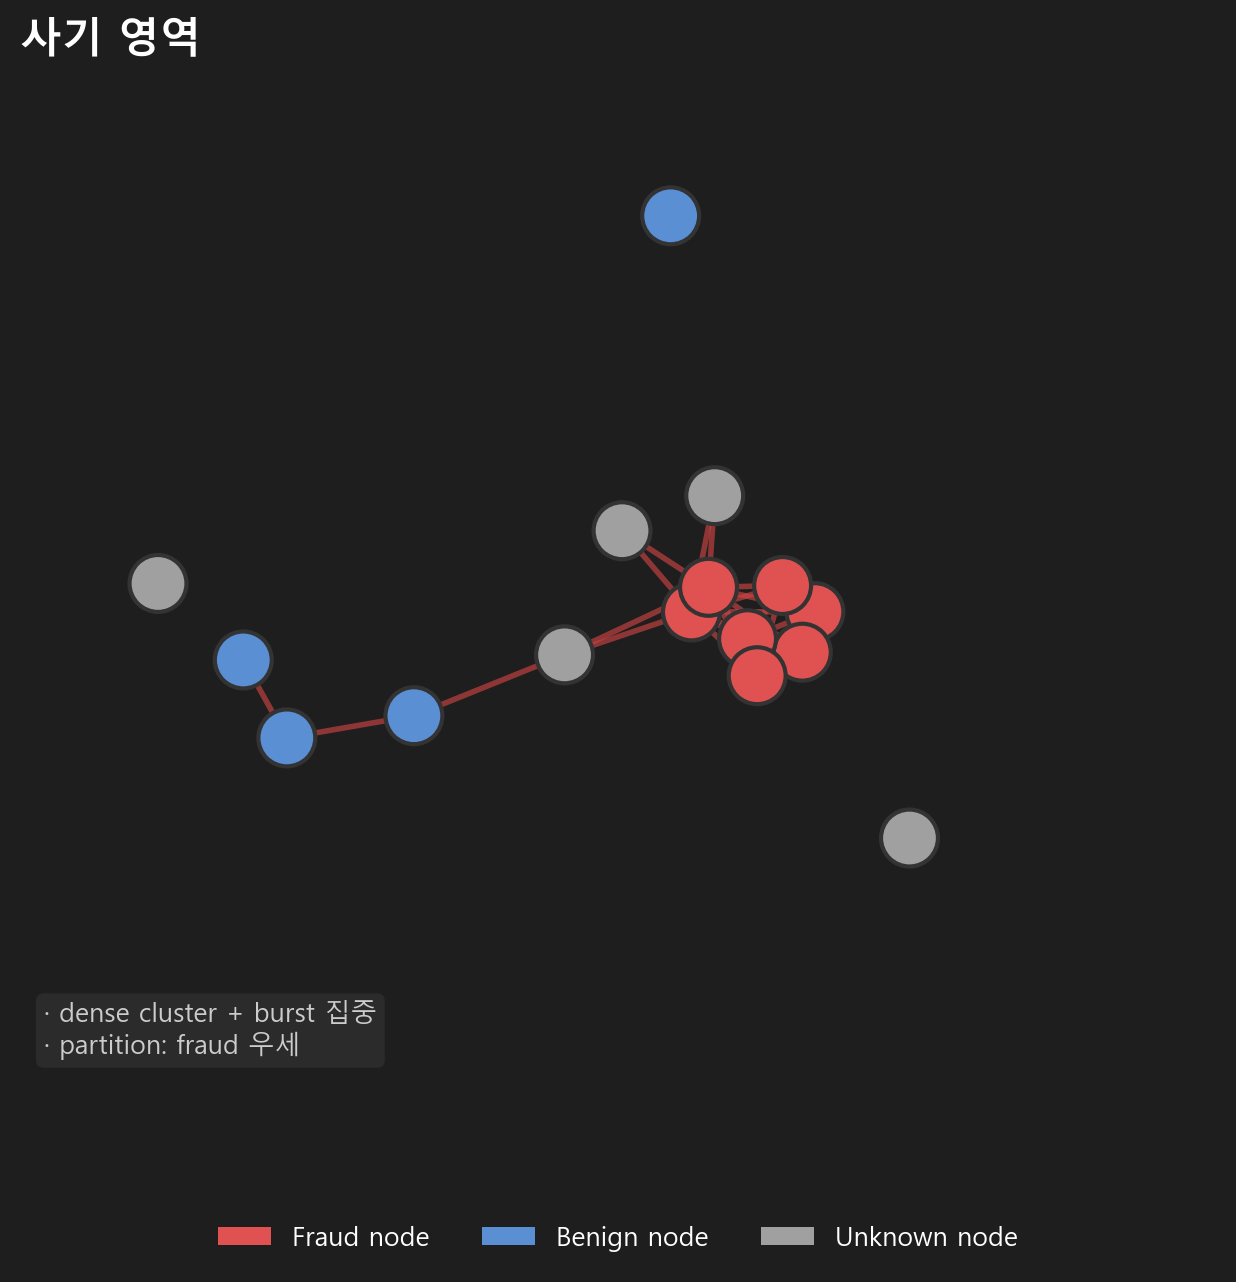 사기 영역
· dense cluster + burst 집중
· partition: fraud 우세
Fraud node Benign node Unknown node